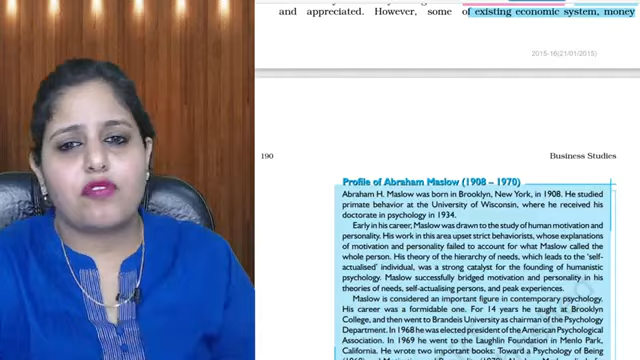 and appreciated. However, some of existing economic system, money
2015-16(21/01/2015)
190
Business Studies
Profile of Abraham Maslow (1908 – 1970)
Abraham H. Maslow was born in Brooklyn, New York, in 1908. He studied
primate behavior at the University of Wisconsin, where he received his
doctorate in psychology in 1934.
Early in his career, Maslow was drawn to the study of human motivation and
personality. His work in this area upset strict behaviorists, whose explanations
of motivation and personality failed to account for what Maslow called the
whole person. His theory of the hierarchy of needs, which leads to the 'self-
actualised' individual, was a strong catalyst for the founding of humanistic
psychology. Maslow successfully bridged motivation and personality in his
theories of needs, self-actualising persons, and peak experiences.
Maslow is considered an important figure in contemporary psychology.
His career was a formidable one. For 14 years he taught at Brooklyn
College, and then went to Brandeis University as chairman of the Psychology
Department. In 1968 he was elected president of the American Psychological
Association. In 1969 he went to the Laughlin Foundation in Menlo Park,
California. He wrote two important books: Toward a Psychology of Being